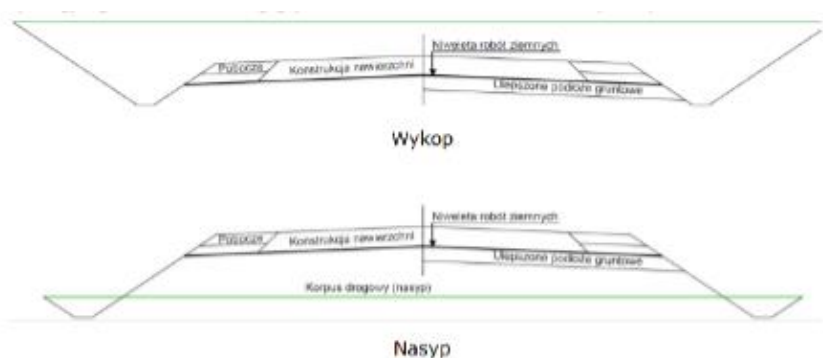 Niweleta robót ziemnych
Pobocze
Konstrukcja nawierzchni
Ulepszone podłoże gruntowe
Wykop
Niweleta robót ziemnych
Pobocze
Konstrukcja nawierzchni
Ulepszone podłoże gruntowe
Korpus drogowy (nasyp)
Nasyp